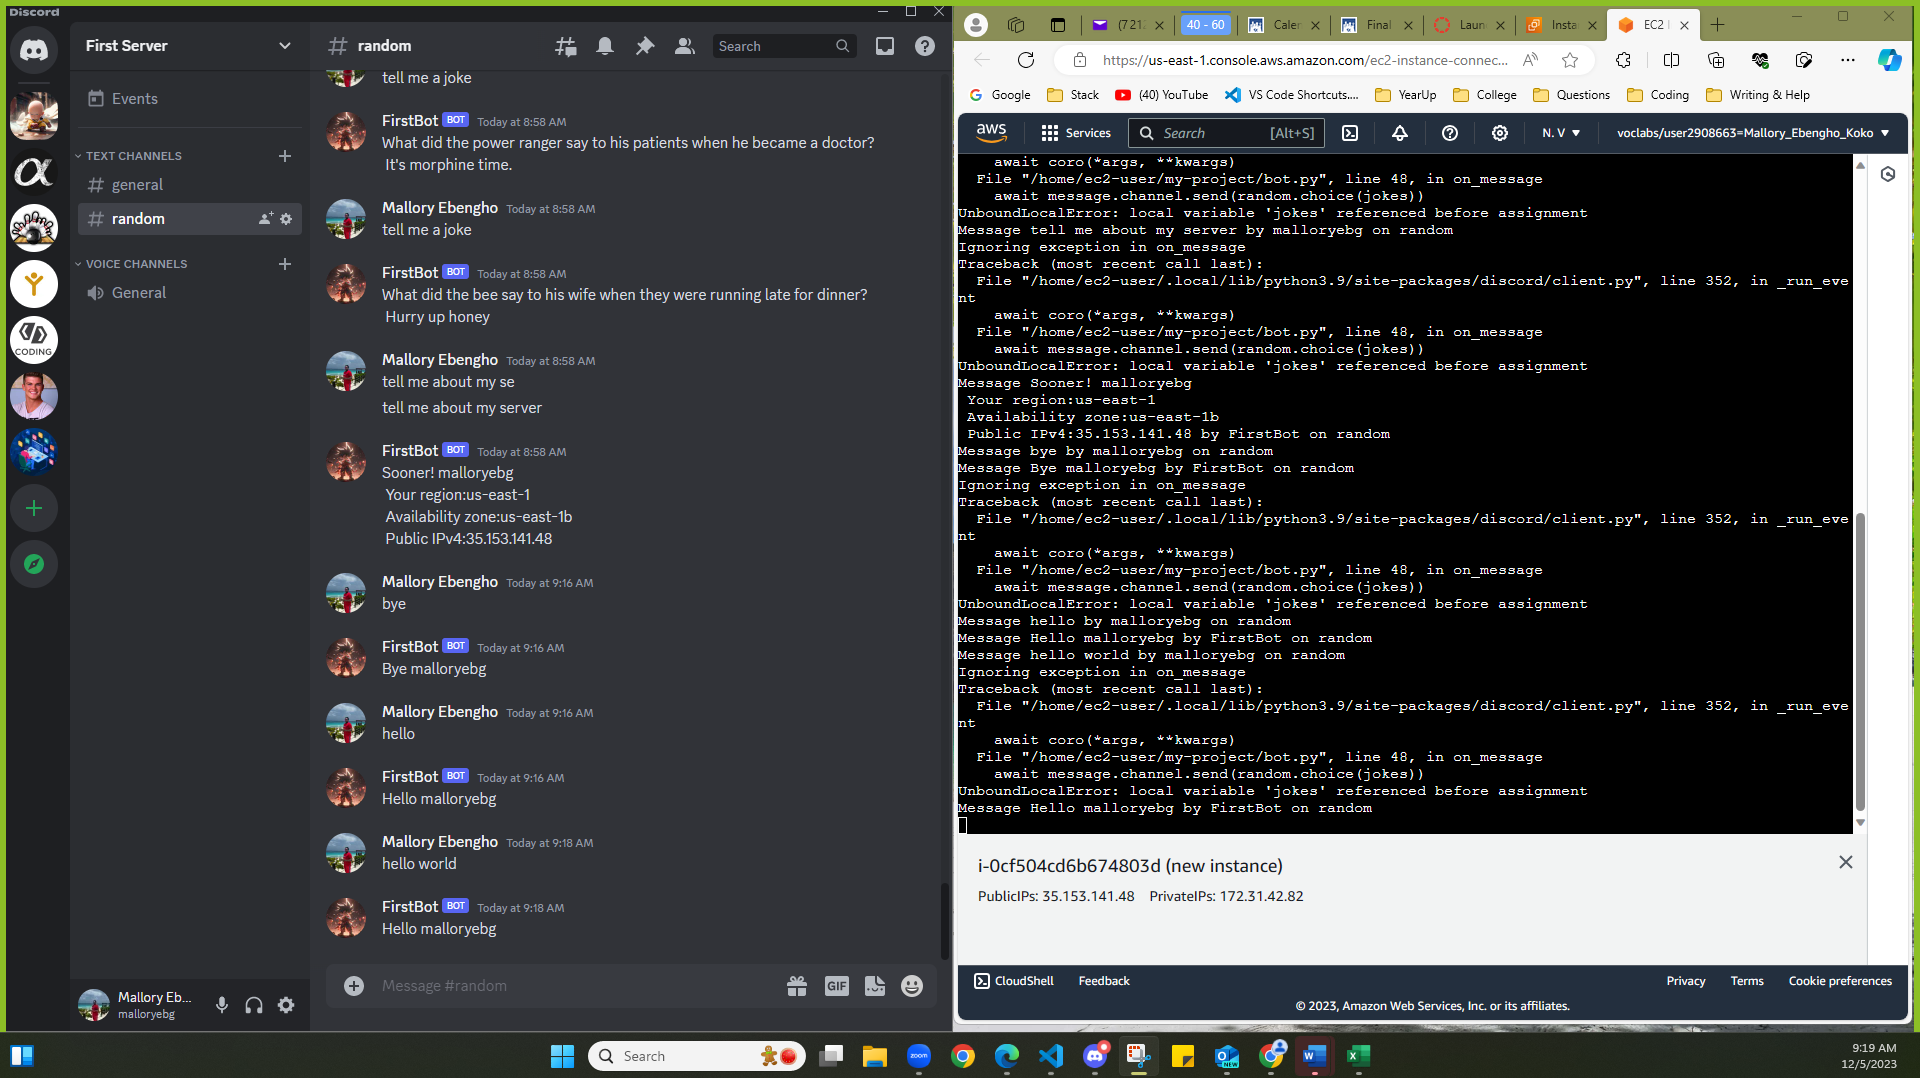 Discord
First Server
Events
TEXT CHANNELS
general
random
VOICE CHANNELS
General
CODING
Mallory Eb...
malloryebg
random
Search
tell me a joke
FirstBot BOT Today at 8:58 AM
What did the power ranger say to his patients when he became a doctor?
It's morphine time.
Mallory Ebengho Today at 8:58 AM
tell me a joke
FirstBot BOT Today at 8:58 AM
What did the bee say to his wife when they were running late for dinner?
Hurry up honey
Mallory Ebengho Today at 8:58 AM
tell me about my se
tell me about my server
FirstBot BOT Today at 8:58 AM
Sooner! malloryebg
Your region:us-east-1
Availability zone:us-east-1b
Public IPv4:35.153.141.48
Mallory Ebengho Today at 9:16 AM
bye
FirstBot BOT Today at 9:16 AM
Bye malloryebg
Mallory Ebengho Today at 9:16 AM
hello
FirstBot BOT Today at 9:16 AM
Hello malloryebg
Mallory Ebengho Today at 9:18 AM
hello world
FirstBot BOT Today at 9:18 AM
Hello malloryebg
Message #random
GIF
(721 40 - 60 Caler Final Laun Insta EC2
https://us-east-1.console.aws.amazon.com/ec2-instance-connec...
Google Stack (40) YouTube VS Code Shortcuts.... YearUp College Questions Coding Writing & Help
aws Services Search [Alt+S] N. V voclabs/user2908663=Mallory_Ebengho_Koko
await coro(*args, **kwargs)
File "/home/ec2-user/my-project/bot.py", line 48, in on_message
await message.channel.send(random.choice(jokes))
UnboundLocalError: local variable 'jokes' referenced before assignment
Message tell me about my server by malloryebg on random
Ignoring exception in on_message
Traceback (most recent call last):
File "/home/ec2-user/.local/lib/python3.9/site-packages/discord/client.py", line 352, in _run_eve
nt
await coro(*args, **kwargs)
File "/home/ec2-user/my-project/bot.py", line 48, in on_message
await message.channel.send(random.choice(jokes))
UnboundLocalError: local variable 'jokes' referenced before assignment
Message Sooner! malloryebg
Your region:us-east-1
Availability zone:us-east-1b
Public IPv4:35.153.141.48 by FirstBot on random
Message bye by malloryebg on random
Message Bye malloryebg by FirstBot on random
Ignoring exception in on_message
Traceback (most recent call last):
File "/home/ec2-user/.local/lib/python3.9/site-packages/discord/client.py", line 352, in _run_eve
nt
await coro(*args, **kwargs)
File "/home/ec2-user/my-project/bot.py", line 48, in on_message
await message.channel.send(random.choice(jokes))
UnboundLocalError: local variable 'jokes' referenced before assignment
Message hello by malloryebg on random
Message Hello malloryebg by FirstBot on random
Message hello world by malloryebg on random
Ignoring exception in on_message
Traceback (most recent call last):
File "/home/ec2-user/.local/lib/python3.9/site-packages/discord/client.py", line 352, in _run_eve
nt
await coro(*args, **kwargs)
File "/home/ec2-user/my-project/bot.py", line 48, in on_message
await message.channel.send(random.choice(jokes))
UnboundLocalError: local variable 'jokes' referenced before assignment
Message Hello malloryebg by FirstBot on random
i-0cf504cd6b674803d (new instance)
PublicIPs: 35.153.141.48 PrivateIPs: 172.31.42.82
CloudShell Feedback Privacy Terms Cookie preferences
© 2023, Amazon Web Services, Inc. or its affiliates.
Search
zoom
NEW
9:19 AM
12/5/2023